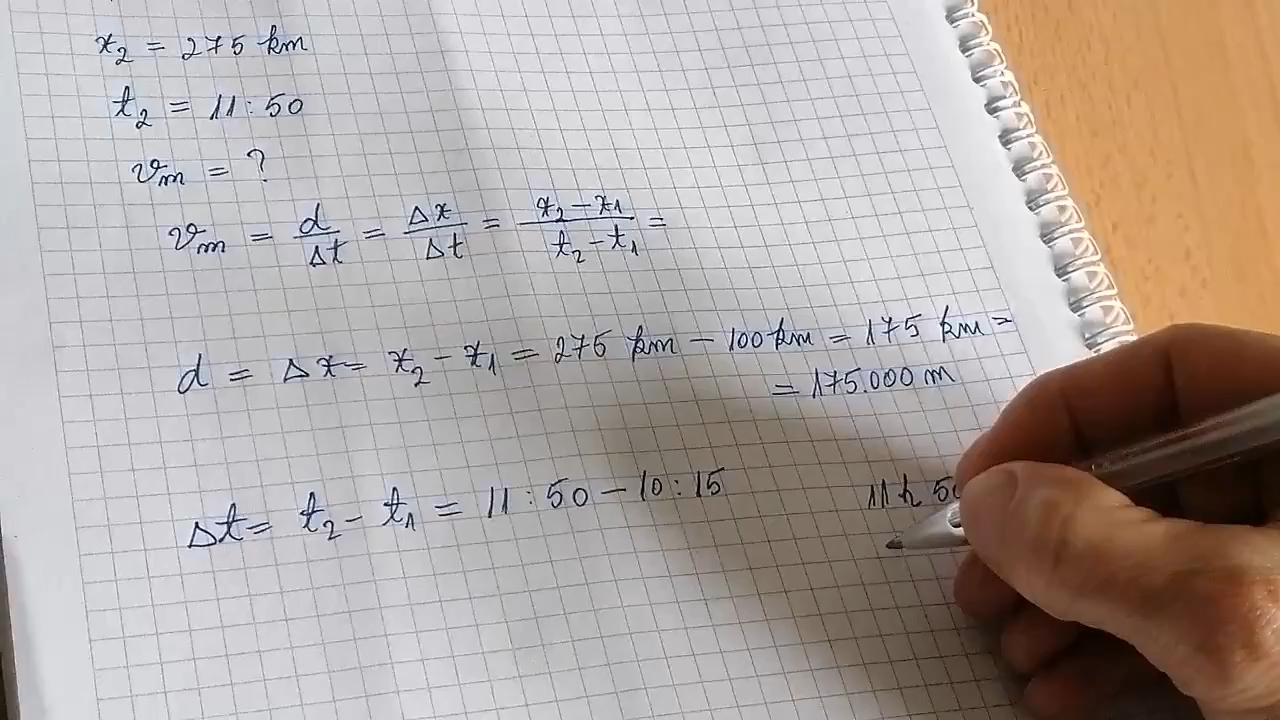 x₂ = 275 km
t₂ = 11:50
vₘ = ?
vₘ = d/Δt = Δx/Δt = (x₂ - x₁)/(t₂ - t₁) =
d = Δx = x₂ - x₁ = 275 km - 100 km = 175 km =
= 175.000 m
Δt = t₂ - t₁ = 11:50 - 10:15
11 h